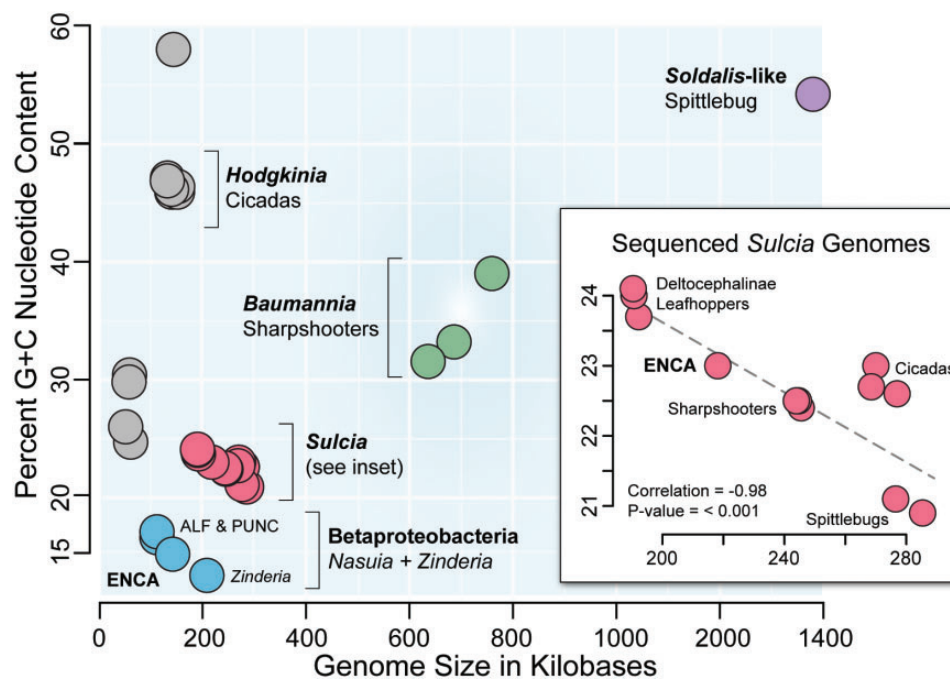 60
50
40
30
20
15
Percent G+C Nucleotide Content
Soldalis-like
Spittlebug
Hodgkinia
Cicadas
Baumannia
Sharpshooters
Sulcia
(see inset)
ALF & PUNC
ENCA
Zinderia
Betaproteobacteria
Nasuia + Zinderia
0 200 400 600 800 1000 2000 1400
Genome Size in Kilobases
Sequenced Sulcia Genomes
24
23
22
21
Deltocephalinae
Leafhoppers
ENCA
Cicadas
Sharpshooters
Correlation = -0.98
P-value = < 0.001
Spittlebugs
200 240 280